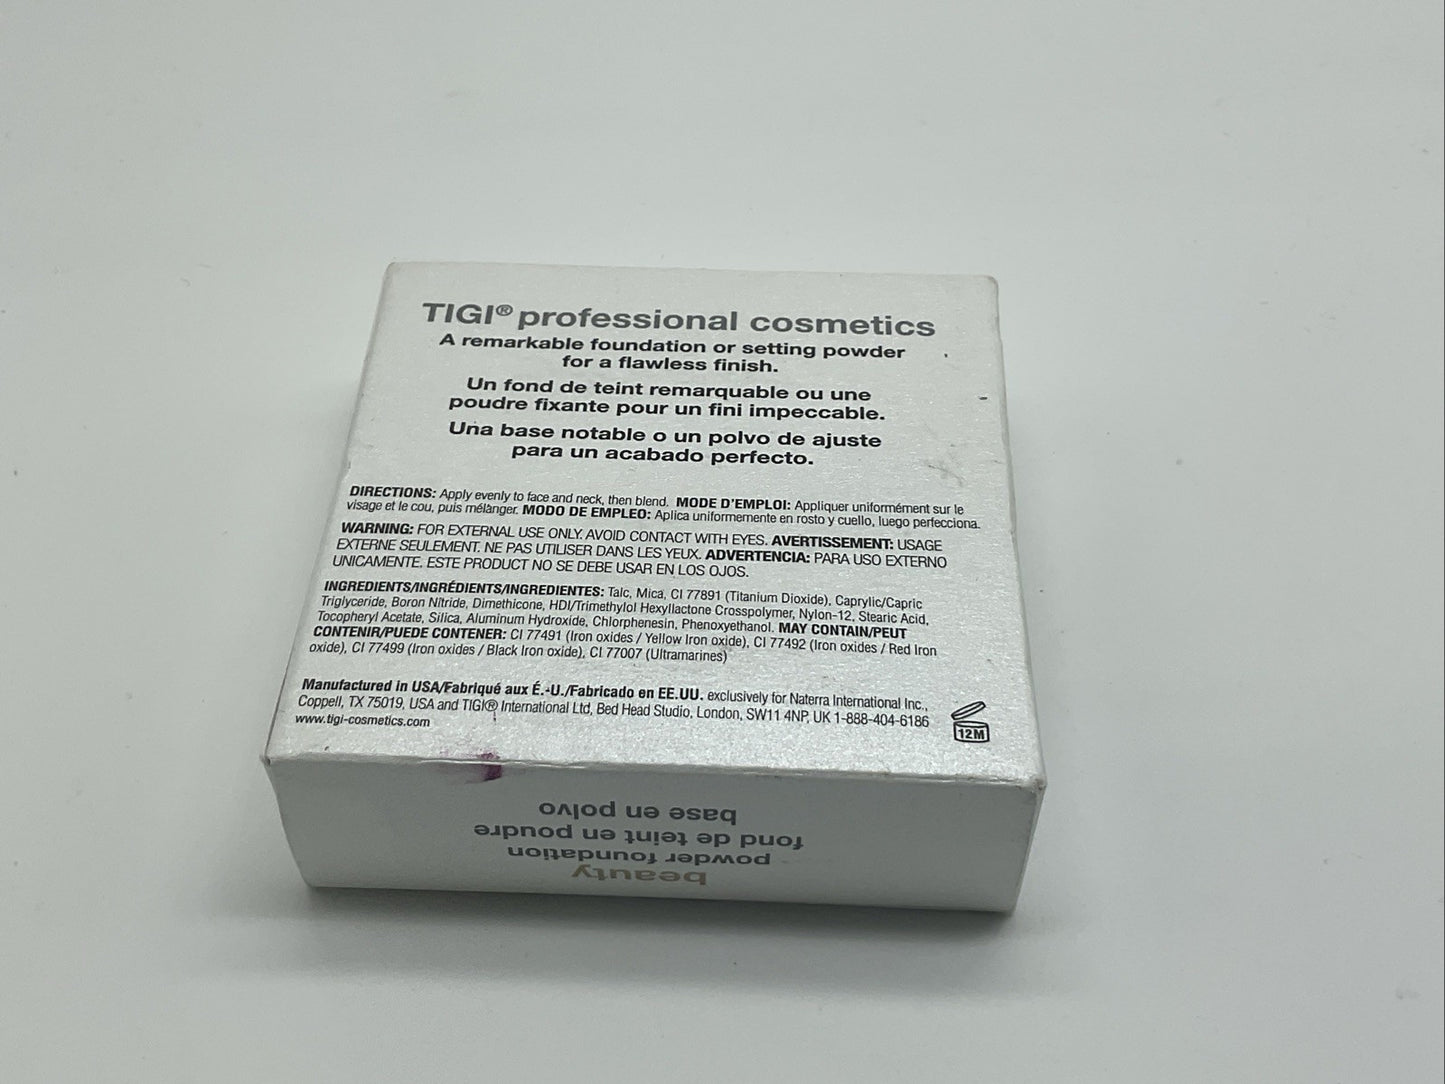 TIGI® professional cosmetics
A remarkable foundation or setting powder
for a flawless finish.
Un fond de teint remarquable ou une
poudre fixante pour un fini impeccable.
Una base notable o un polvo de ajuste
para un acabado perfecto.
DIRECTIONS: Apply evenly to face and neck, then blend. MODE D'EMPLOI: Appliquer uniformément sur le
visage et le cou, puis mélanger. MODO DE EMPLEO: Aplica uniformemente en rosto y cuello, luego perfecciona.
WARNING: FOR EXTERNAL USE ONLY. AVOID CONTACT WITH EYES. AVERTISSEMENT: USAGE
EXTERNE SEULEMENT. NE PAS UTILISER DANS LES YEUX. ADVERTENCIA: PARA USO EXTERNO
UNICAMENTE. ESTE PRODUCT NO SE DEBE USAR EN LOS OJOS.
INGREDIENTS/INGRÉDIENTS/INGREDIENTES: Talc, Mica, CI 77891 (Titanium Dioxide), Caprylic/Capric
Triglyceride, Boron Nitride, Dimethicone, HDI/Trimethylol Hexyllactone Crosspolymer, Nylon-12, Stearic Acid,
Tocopheryl Acetate, Silica, Aluminum Hydroxide, Chlorphenesin, Phenoxyethanol. MAY CONTAIN/PEUT
CONTENIR/PUEDE CONTENER: CI 77491 (Iron oxides / Yellow Iron oxide), CI 77492 (Iron oxides / Red Iron
oxide), CI 77499 (Iron oxides / Black Iron oxide), CI 77007 (Ultramarines)
Manufactured in USA/Fabriqué aux É.-U./Fabricado en EE.UU. exclusively for Naterra International Inc.,
Coppell, TX 75019, USA and TIGI® International Ltd, Bed Head Studio, London, SW11 4NP, UK 1-888-404-6186
www.tigi-cosmetics.com
12M
beauty
powder foundation
fond de teint en poudre
base en polvo